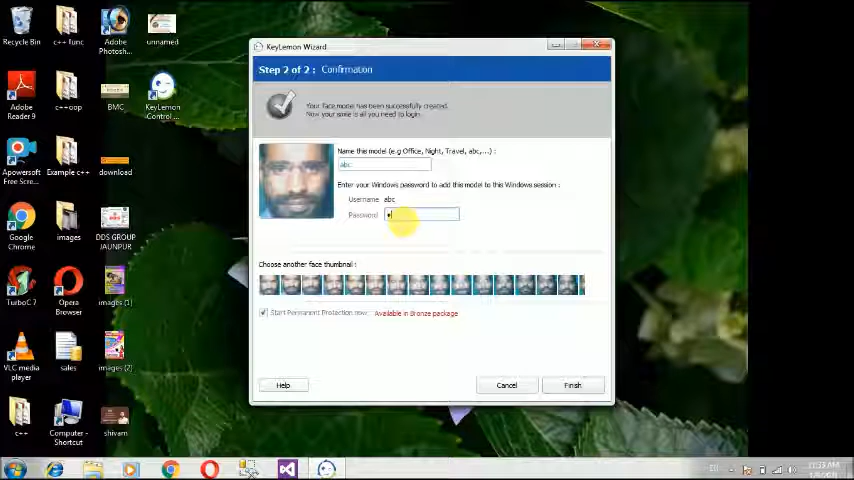 Recycle Bin
c++ func
Adobe
Photosh...
unnamed
Adobe
Reader 9
c++oop
BMC
KeyLemon
Control ...
Apowersoft
Free Scre...
Example c++
download
Google
Chrome
images
DDS GROUP
JAUNPUR
TurboC 7
Opera
Browser
images (1)
VLC media
player
sales
images (2)
c++
Computer -
Shortcut
shivam
KeyLemon Wizard
Step 2 of 2 : Confirmation
Your face model has been successfully created.
Now your smile is all you need to login.
Name this model (e.g Office, Night, Travel, abc,...) :
abc
Enter your Windows password to add this model to this Windows session :
Username abc
Password
Choose another face thumbnail :
Start Permanent Protection now: Available in Bronze package
Help
Cancel
Finish